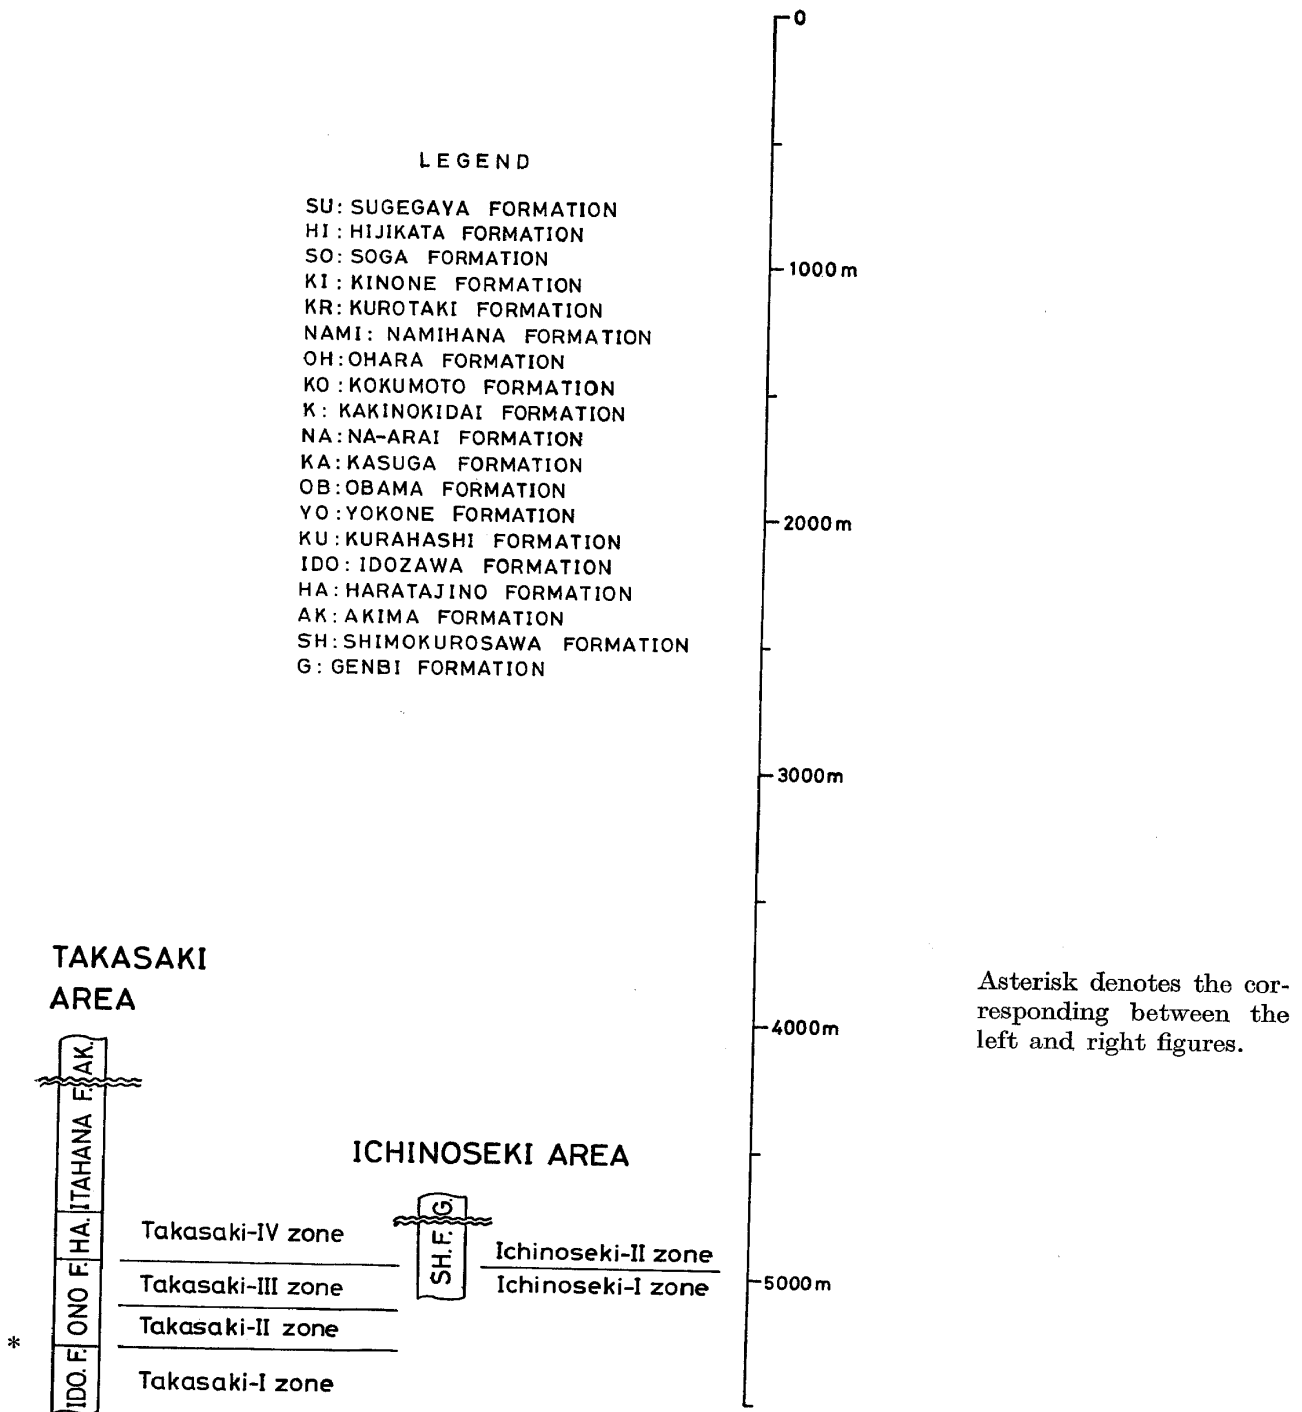 0
LEGEND
SU: SUGEGAYA FORMATION
HI: HIJIKATA FORMATION
SO: SOGA FORMATION
KI: KINONE FORMATION
KR: KUROTAKI FORMATION
NAMI: NAMIHANA FORMATION
OH: OHARA FORMATION
KO: KOKUMOTO FORMATION
K: KAKINOKIDAI FORMATION
NA: NA-ARAI FORMATION
KA: KASUGA FORMATION
OB: OBAMA FORMATION
YO: YOKONE FORMATION
KU: KURAHASHI FORMATION
IDO: IDOZAWA FORMATION
HA: HARATAJINO FORMATION
AK: AKIMA FORMATION
SH: SHIMOKUROSAWA FORMATION
G: GENBI FORMATION
1000m
2000m
3000m
4000m
5000m
Asterisk denotes the cor-
responding between the
left and right figures.
TAKASAKI
AREA
AK.
ITAHANA F.
HA.
ONO F.
IDO. F.
*
Takasaki-IV zone
Takasaki-III zone
Takasaki-II zone
Takasaki-I zone
ICHINOSEKI AREA
G.
SH. F.
Ichinoseki-II zone
Ichinoseki-I zone